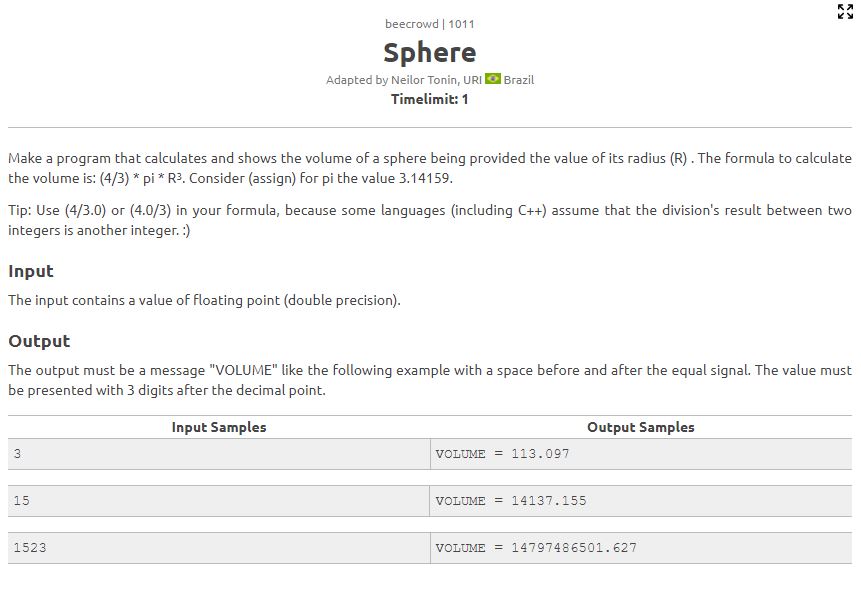 beecrowd | 1011
Sphere
Adapted by Neilor Tonin, URI Brazil
Timelimit: 1
Make a program that calculates and shows the volume of a sphere being provided the value of its radius (R) . The formula to calculate
the volume is: (4/3) * pi * R³. Consider (assign) for pi the value 3.14159.
Tip: Use (4/3.0) or (4.0/3) in your formula, because some languages (including C++) assume that the division's result between two
integers is another integer. :)
Input
The input contains a value of floating point (double precision).
Output
The output must be a message "VOLUME" like the following example with a space before and after the equal signal. The value must
be presented with 3 digits after the decimal point.
Input Samples Output Samples
3 VOLUME = 113.097
15 VOLUME = 14137.155
1523 VOLUME = 14797486501.627